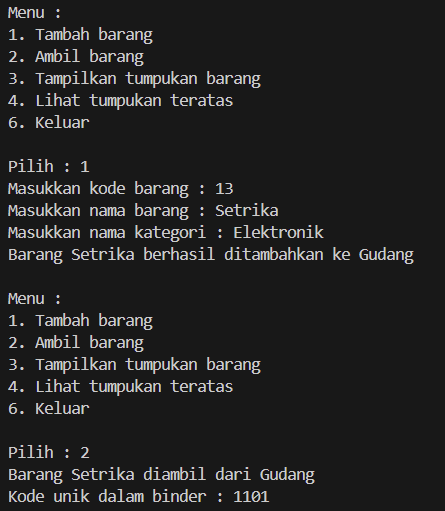 Menu :
1. Tambah barang
2. Ambil barang
3. Tampilkan tumpukan barang
4. Lihat tumpukan teratas
6. Keluar
Pilih : 1
Masukkan kode barang : 13
Masukkan nama barang : Setrika
Masukkan nama kategori : Elektronik
Barang Setrika berhasil ditambahkan ke Gudang
Menu :
1. Tambah barang
2. Ambil barang
3. Tampilkan tumpukan barang
4. Lihat tumpukan teratas
6. Keluar
Pilih : 2
Barang Setrika diambil dari Gudang
Kode unik dalam binder : 1101